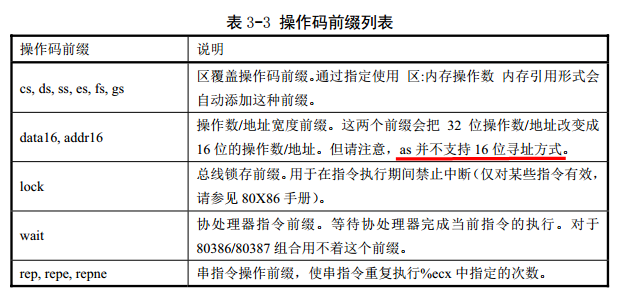 表 3-3 操作码前缀列表
操作码前缀 说明
cs, ds, ss, es, fs, gs 区覆盖操作码前缀。通过指定使用 区:内存操作数 内存引用形式会
自动添加这种前缀。
data16, addr16 操作数/地址宽度前缀。这两个前缀会把 32 位操作数/地址改变成
16 位的操作数/地址。但请注意，as 并不支持 16 位寻址方式。
lock 总线锁存前缀。用于在指令执行期间禁止中断（仅对某些指令有效，
请参见 80X86 手册）。
wait 协处理器指令前缀。等待协处理器完成当前指令的执行。对于
80386/80387 组合用不着这个前缀。
rep, repe, repne 串指令操作前缀，使串指令重复执行%ecx 中指定的次数。